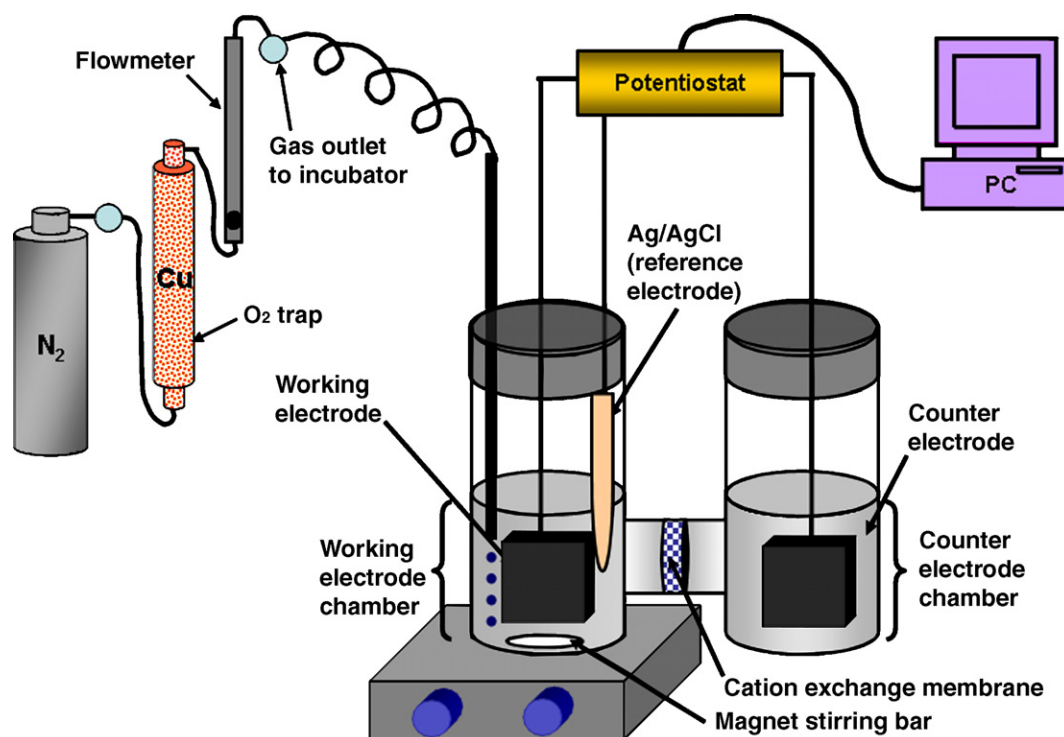 Flowmeter
Gas outlet
to incubator
Potentiostat
PC
Cu
N₂
O₂ trap
Ag/AgCl
(reference
electrode)
Working
electrode
Counter
electrode
Working
electrode
chamber
Counter
electrode
chamber
Cation exchange membrane
Magnet stirring bar